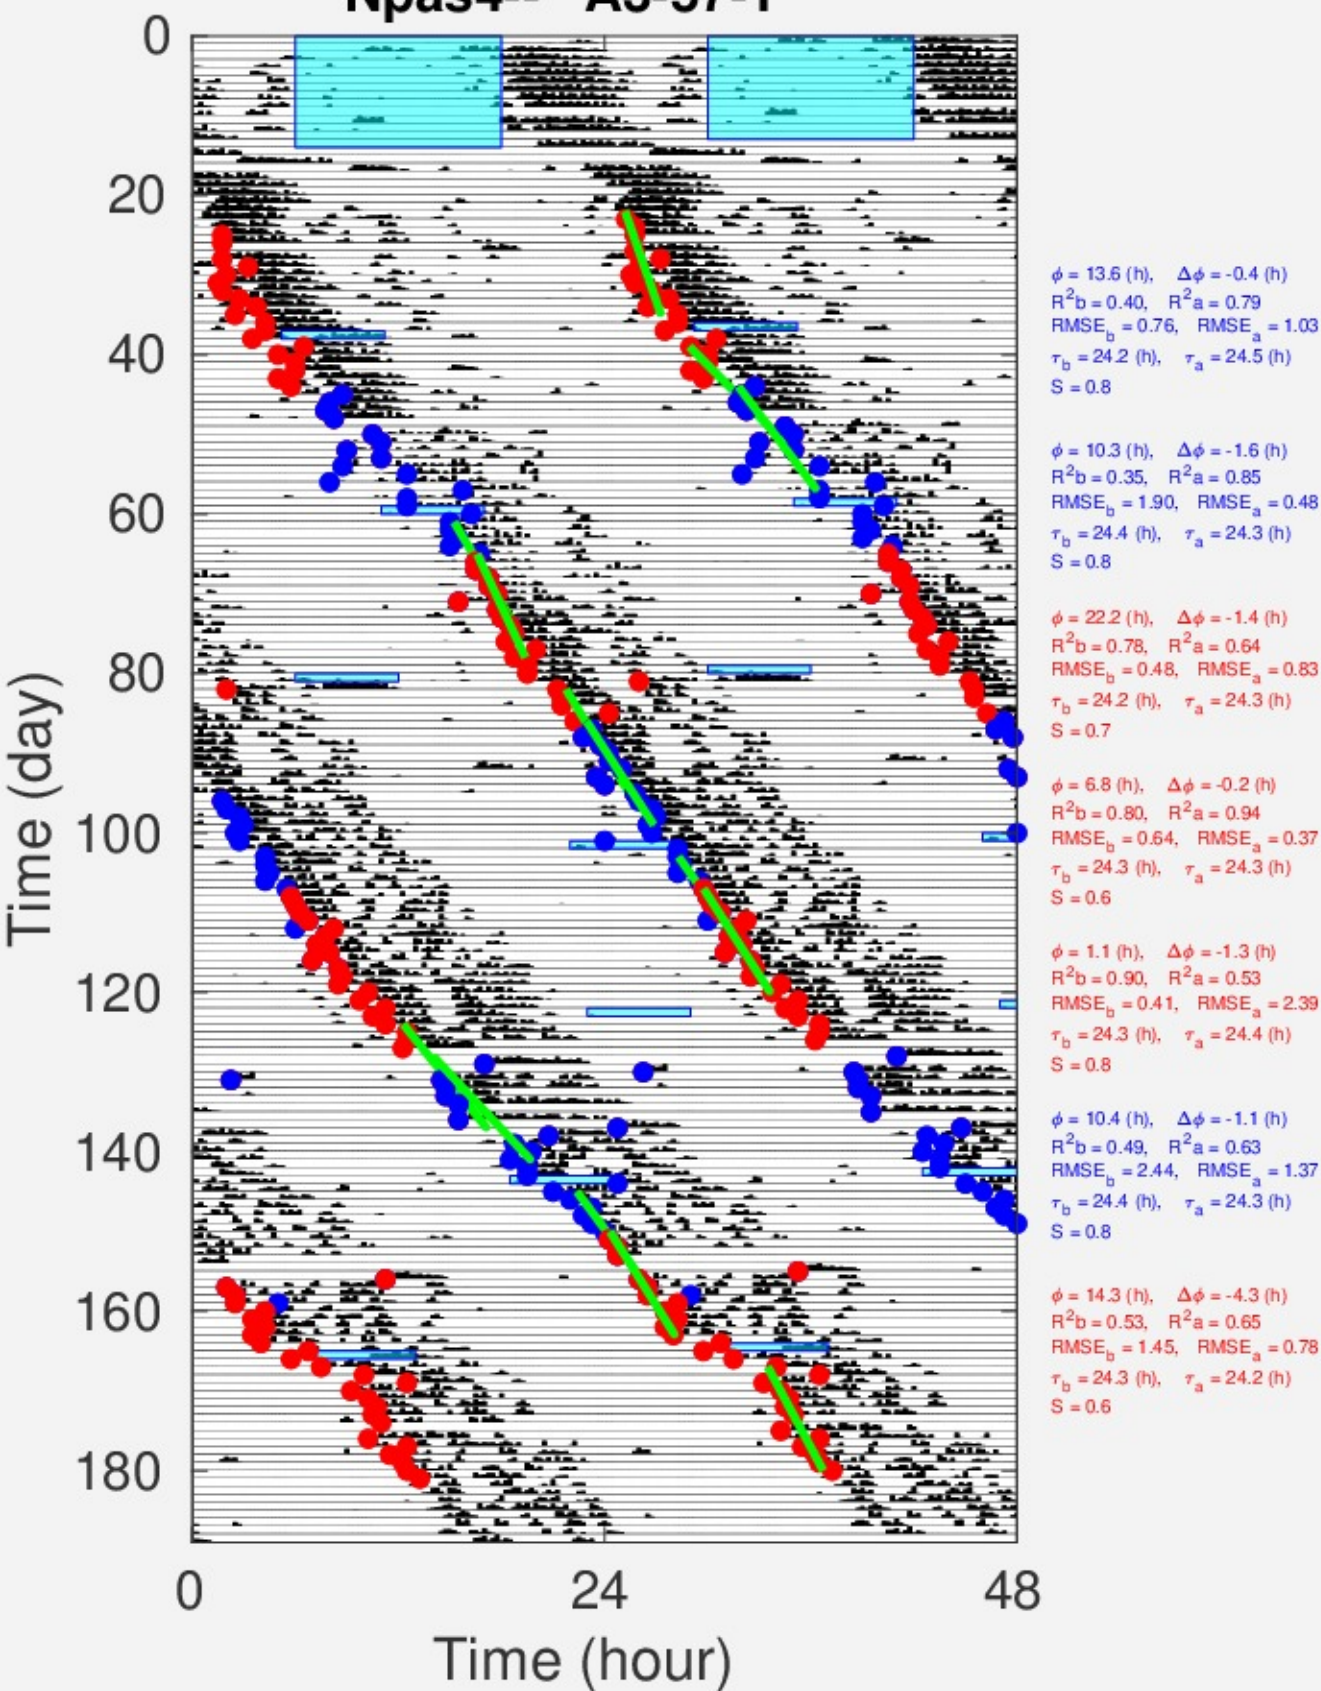 0
20
40
60
80
100
120
140
160
180
Time (day)
0
24
48
Time (hour)
ϕ = 13.6 (h), Δϕ = -0.4 (h)
R²b = 0.40, R²a = 0.79
RMSE_b = 0.76, RMSE_a = 1.03
τ_b = 24.2 (h), τ_a = 24.5 (h)
S = 0.8
ϕ = 10.3 (h), Δϕ = -1.6 (h)
R²b = 0.35, R²a = 0.85
RMSE_b = 1.90, RMSE_a = 0.48
τ_b = 24.4 (h), τ_a = 24.3 (h)
S = 0.8
ϕ = 22.2 (h), Δϕ = -1.4 (h)
R²b = 0.78, R²a = 0.64
RMSE_b = 0.48, RMSE_a = 0.83
τ_b = 24.2 (h), τ_a = 24.3 (h)
S = 0.7
ϕ = 6.8 (h), Δϕ = -0.2 (h)
R²b = 0.80, R²a = 0.94
RMSE_b = 0.64, RMSE_a = 0.37
τ_b = 24.3 (h), τ_a = 24.3 (h)
S = 0.6
ϕ = 1.1 (h), Δϕ = -1.3 (h)
R²b = 0.90, R²a = 0.53
RMSE_b = 0.41, RMSE_a = 2.39
τ_b = 24.3 (h), τ_a = 24.4 (h)
S = 0.8
ϕ = 10.4 (h), Δϕ = -1.1 (h)
R²b = 0.49, R²a = 0.63
RMSE_b = 2.44, RMSE_a = 1.37
τ_b = 24.4 (h), τ_a = 24.3 (h)
S = 0.8
ϕ = 14.3 (h), Δϕ = -4.3 (h)
R²b = 0.53, R²a = 0.65
RMSE_b = 1.45, RMSE_a = 0.78
τ_b = 24.3 (h), τ_a = 24.2 (h)
S = 0.6